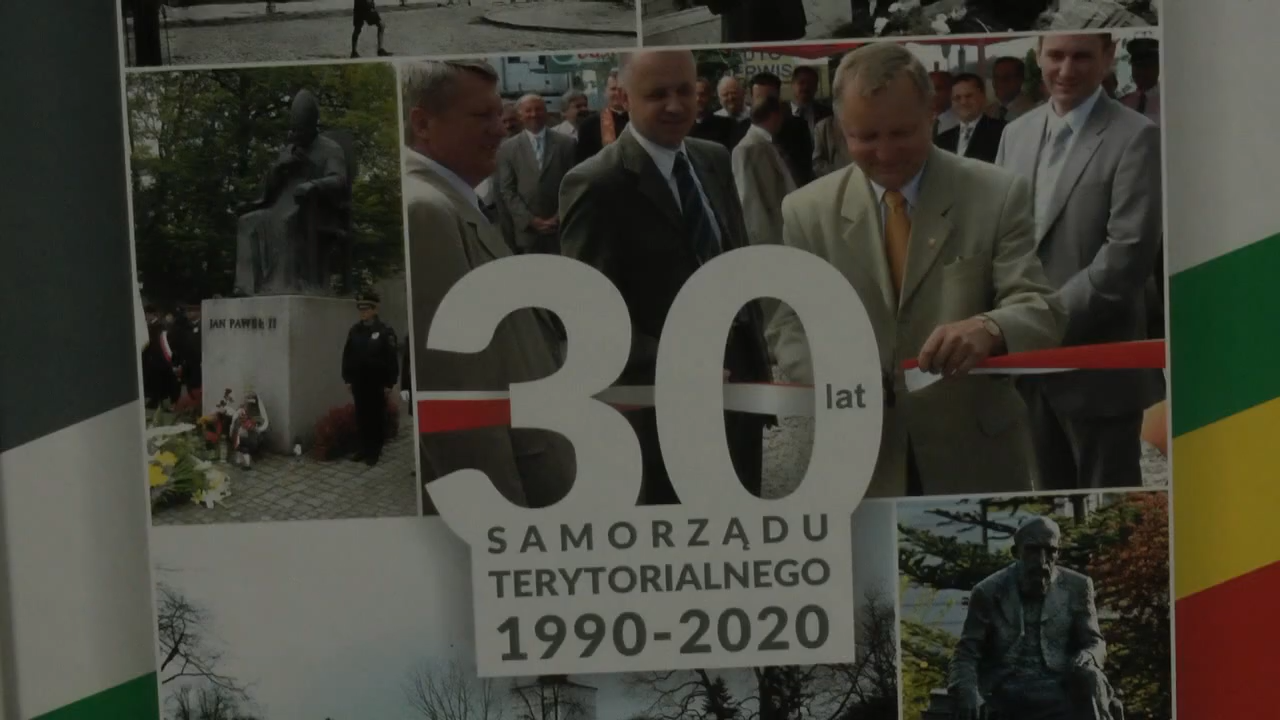 JAN PAWEŁ II
30
lat
SAMORZĄDU
TERYTORIALNEGO
1990-2020